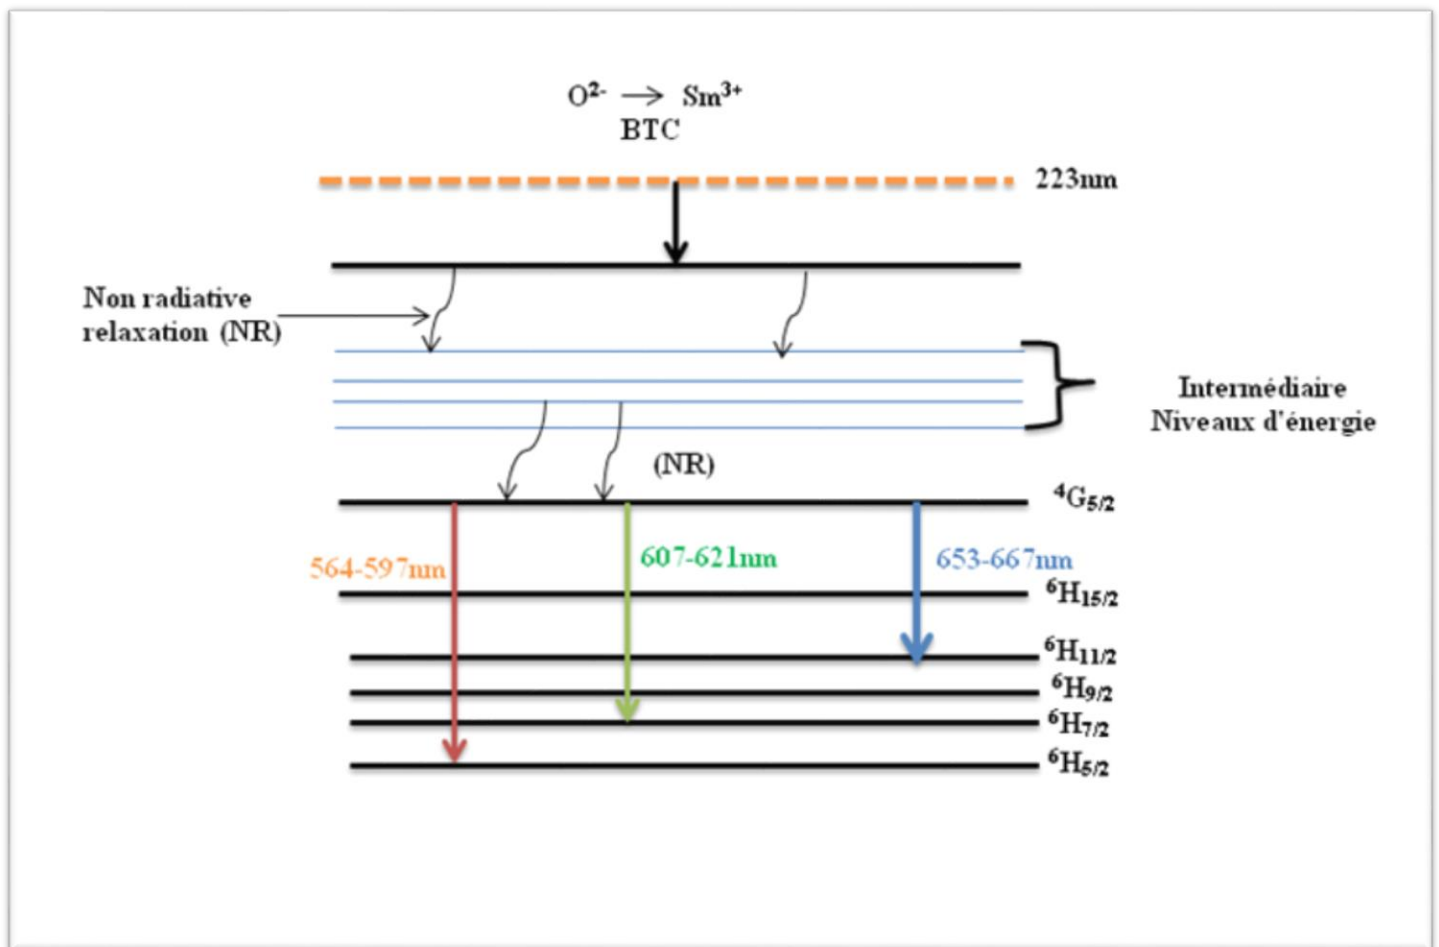 O²⁻ → Sm³⁺
BTC
223nm
Non radiative
relaxation (NR)
Intermédiaire
Niveaux d'énergie
(NR)
⁴G₅/₂
564-597nm
607-621nm
653-667nm
⁶H₁₅/₂
⁶H₁₁/₂
⁶H₉/₂
⁶H₇/₂
⁶H₅/₂